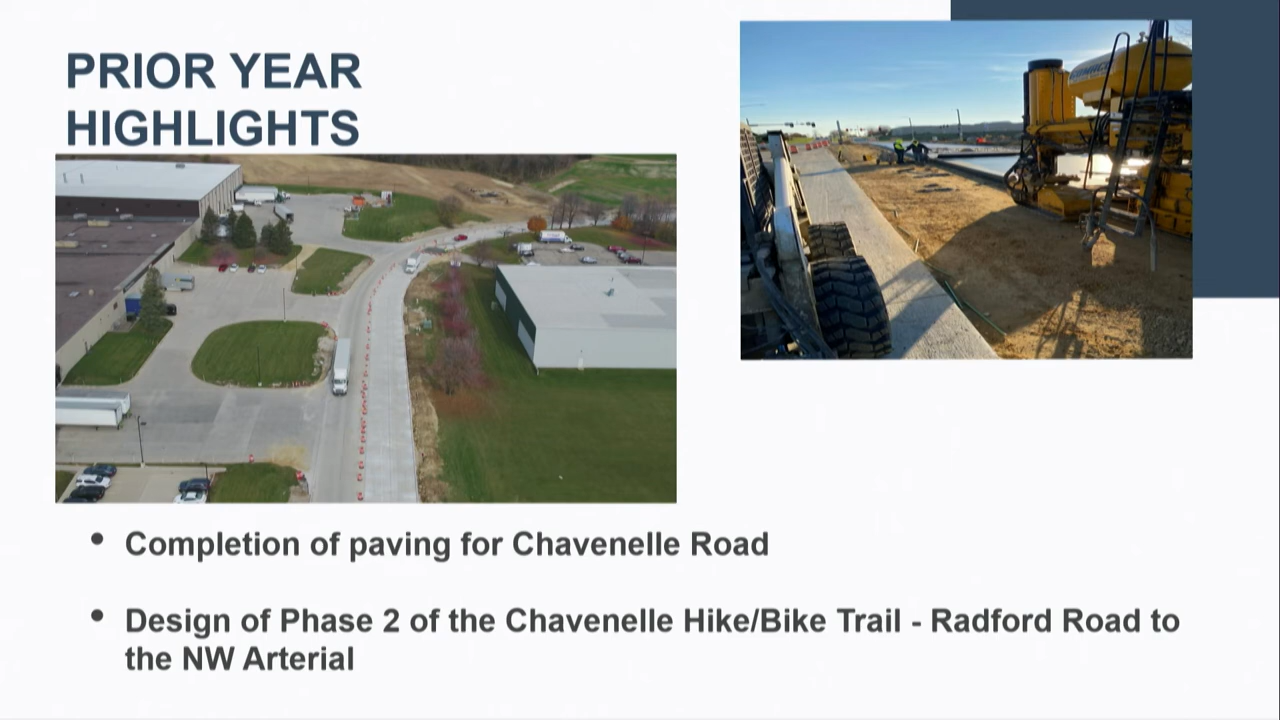 PRIOR YEAR
HIGHLIGHTS
• Completion of paving for Chavenelle Road
• Design of Phase 2 of the Chavenelle Hike/Bike Trail - Radford Road to
the NW Arterial